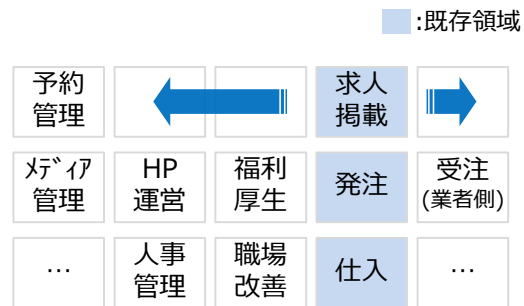 :既存領域
予約
管理
求人
掲載
ﾒﾃﾞｨｱ
管理
HP
運営
福利
厚生
発注
受注
(業者側)
…
人事
管理
職場
改善
仕入
…